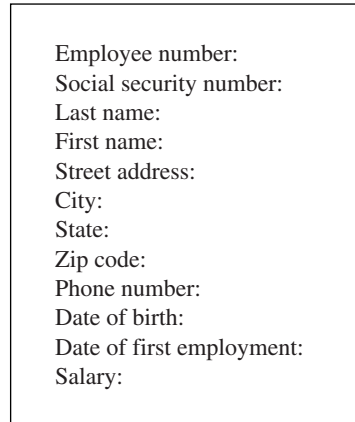 Employee number:
Social security number:
Last name:
First name:
Street address:
City:
State:
Zip code:
Phone number:
Date of birth:
Date of first employment:
Salary: